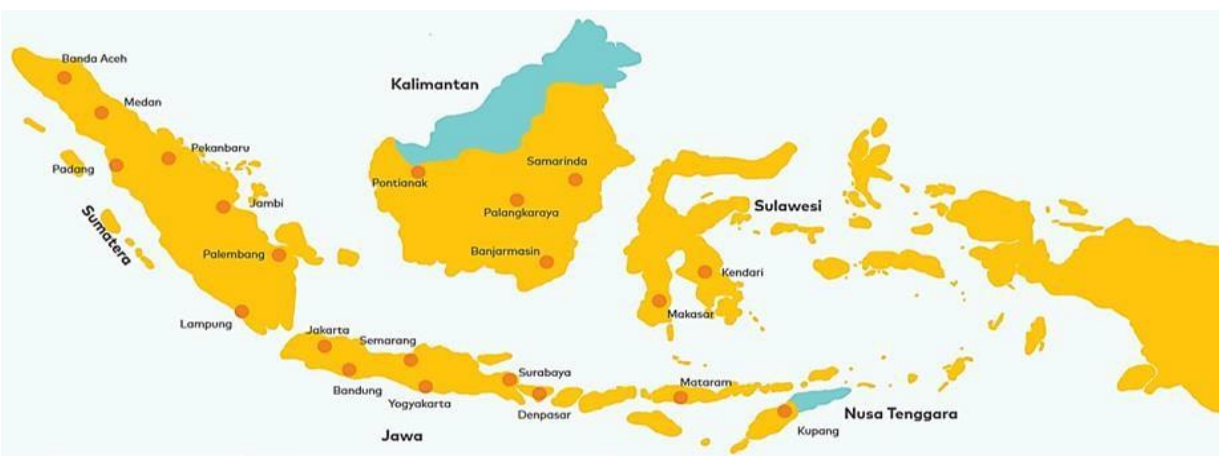 Banda Aceh
Medan
Pekanbaru
Padang
Jambi
Sumatera
Palembang
Lampung
Kalimantan
Samarinda
Pontianak
Palangkaraya
Banjarmasin
Sulawesi
Kendari
Makasar
Jakarta
Semarang
Bandung
Yogyakarta
Surabaya
Denpasar
Jawa
Mataram
Nusa Tenggara
Kupang